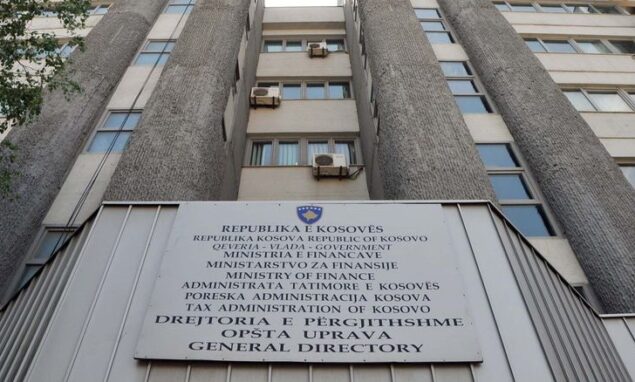 REPUBLIKA E KOSOVËS
REPUBLIKA KOSOVA REPUBLIC OF KOSOVO
QEVERIA - VLADA - GOVERNMENT
MINISTRIA E FINANCAVE
MINISTARSTVO ZA FINANSIJE
MINISTRY OF FINANCE
ADMINISTRATA TATIMORE E KOSOVËS
PORESKA ADMINISTRACIJA KOSOVA
TAX ADMINISTRATION OF KOSOVO
DREJTORIA E PËRGJITHSHME
OPŠTA UPRAVA
GENERAL DIRECTORY